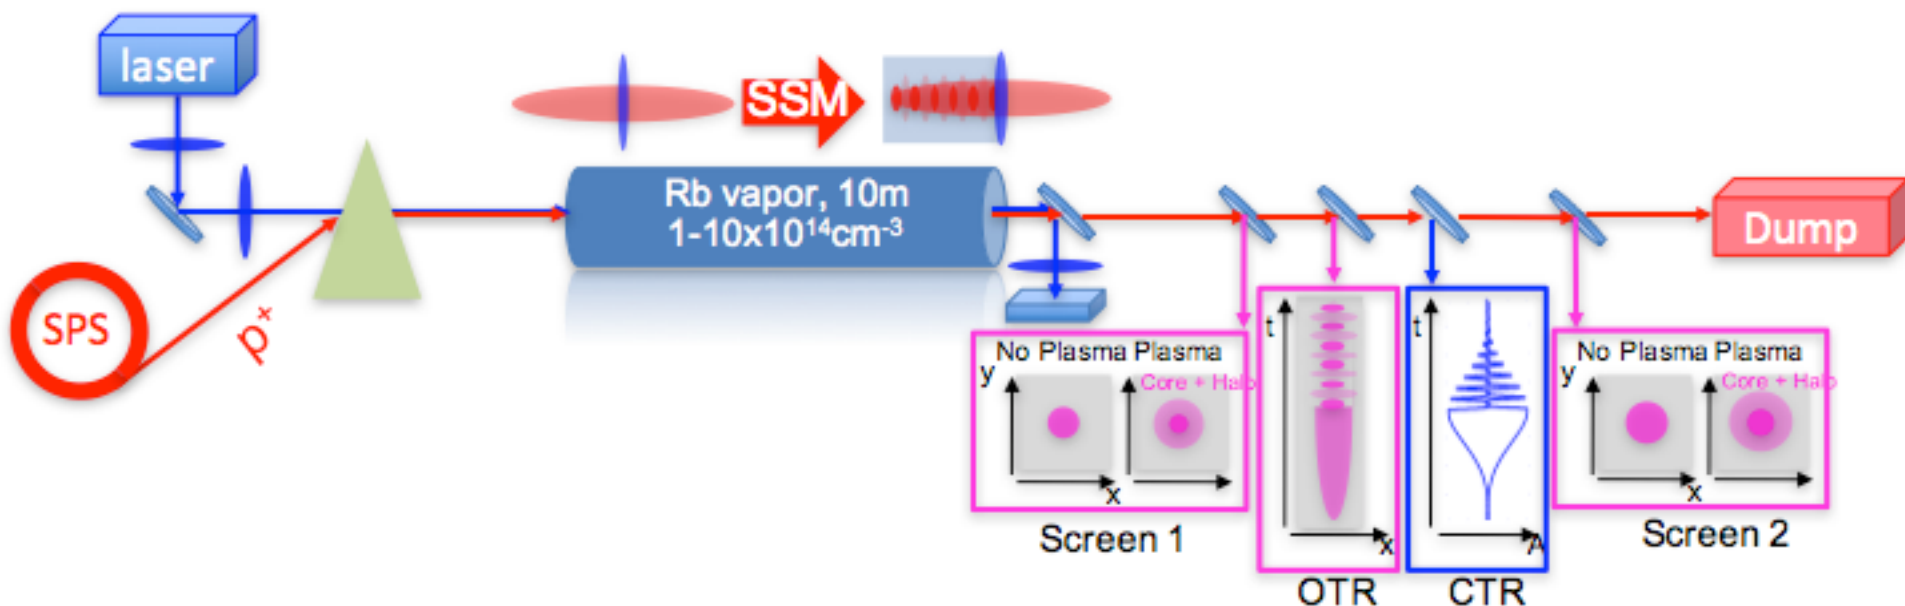 laser
SSM
Rb vapor, 10m
1-10x10¹⁴cm⁻³
SPS
p⁺
Dump
No Plasma Plasma
y
Core + Halo
x
Screen 1
t
x
OTR
t
A
CTR
No Plasma Plasma
y
Core + Halo
x
Screen 2